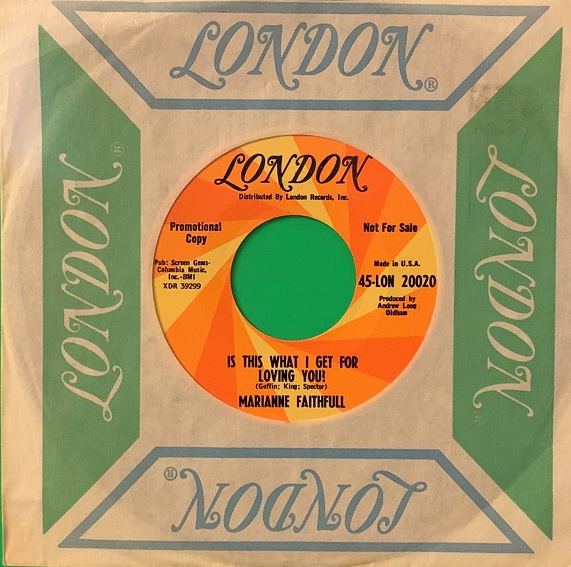 LONDON®
LONDON®
LONDON
Distributed By London Records, Inc.
Promotional
Copy
Not For Sale
Pub: Screen Gems-
Columbia Music,
Inc.-BMI
XDR 39299
Made in U.S.A.
45-LON 20020
Produced by
Andrew Loog
Oldham
IS THIS WHAT I GET FOR
LOVING YOU?
(Goffin; King; Spector)
MARIANNE FAITHFULL
LONDON®
LONDON®